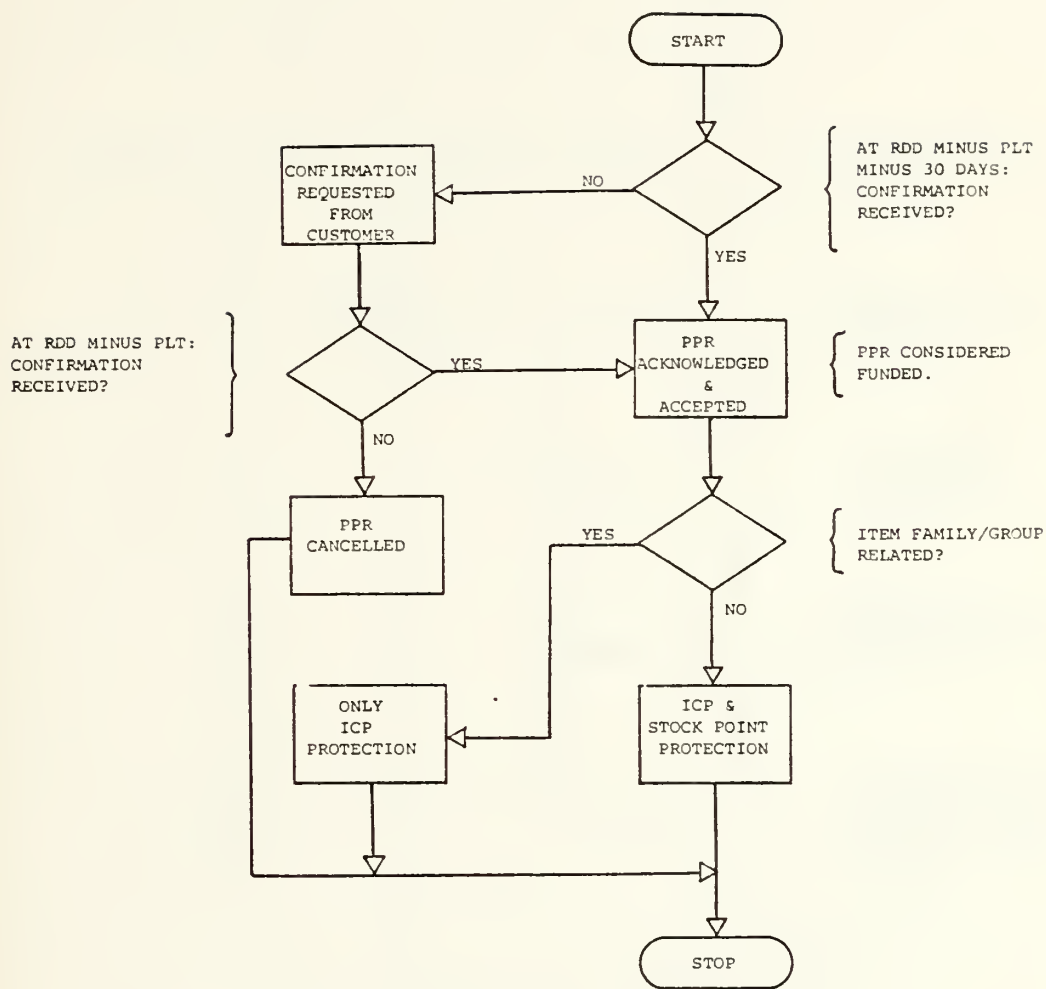 START
AT RDD MINUS PLT
MINUS 30 DAYS:
CONFIRMATION
RECEIVED?
NO
CONFIRMATION
REQUESTED
FROM
CUSTOMER
YES
AT RDD MINUS PLT:
CONFIRMATION
RECEIVED?
YES
PPR
ACKNOWLEDGED
&
ACCEPTED
PPR CONSIDERED
FUNDED.
NO
PPR
CANCELLED
YES
ITEM FAMILY/GROUP
RELATED?
NO
ONLY
ICP
PROTECTION
ICP &
STOCK POINT
PROTECTION
STOP